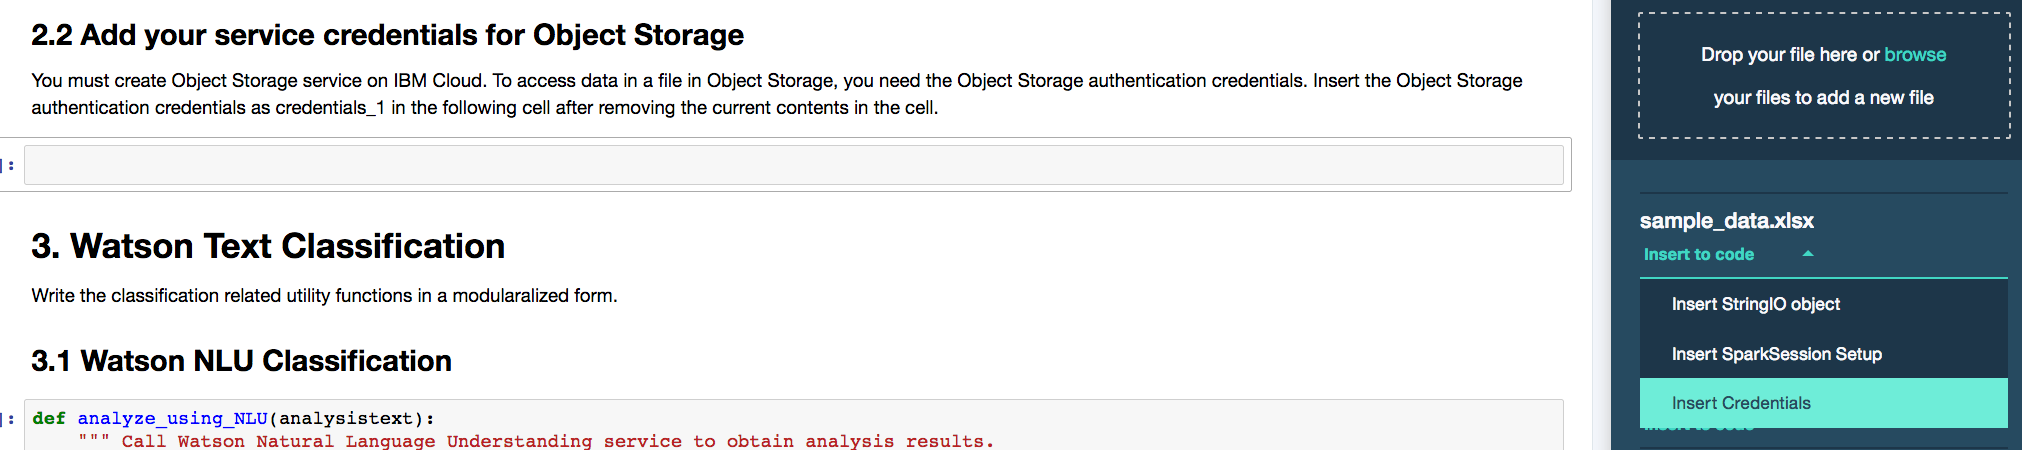 2.2 Add your service credentials for Object Storage
You must create Object Storage service on IBM Cloud. To access data in a file in Object Storage, you need the Object Storage authentication credentials. Insert the Object Storage
authentication credentials as credentials_1 in the following cell after removing the current contents in the cell.
]:
3. Watson Text Classification
Write the classification related utility functions in a modularalized form.
3.1 Watson NLU Classification
]:
def analyze_using_NLU(analysistext):
""" Call Watson Natural Language Understanding service to obtain analysis results.
Drop your file here or browse
your files to add a new file
sample_data.xlsx
Insert to code
Insert StringIO object
Insert SparkSession Setup
Insert Credentials
Insert to code